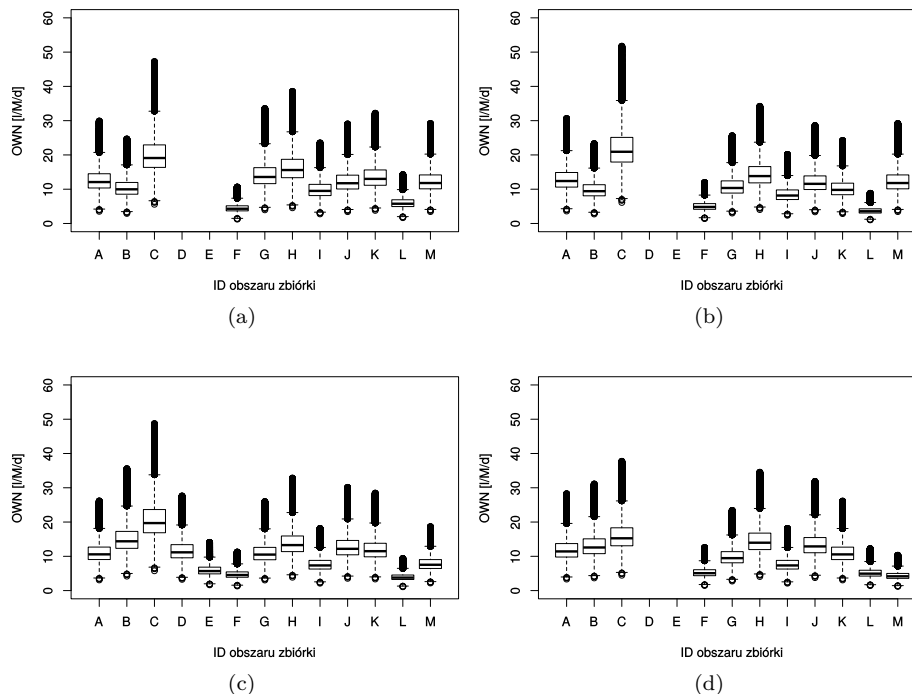 60
50
40
30
20
10
0
OWN [l/M/d]
A B C D E F G H I J K L M
ID obszaru zbiórki
(a)
60
50
40
30
20
10
0
OWN [l/M/d]
A B C D E F G H I J K L M
ID obszaru zbiórki
(b)
60
50
40
30
20
10
0
OWN [l/M/d]
A B C D E F G H I J K L M
ID obszaru zbiórki
(c)
60
50
40
30
20
10
0
OWN [l/M/d]
A B C D E F G H I J K L M
ID obszaru zbiórki
(d)